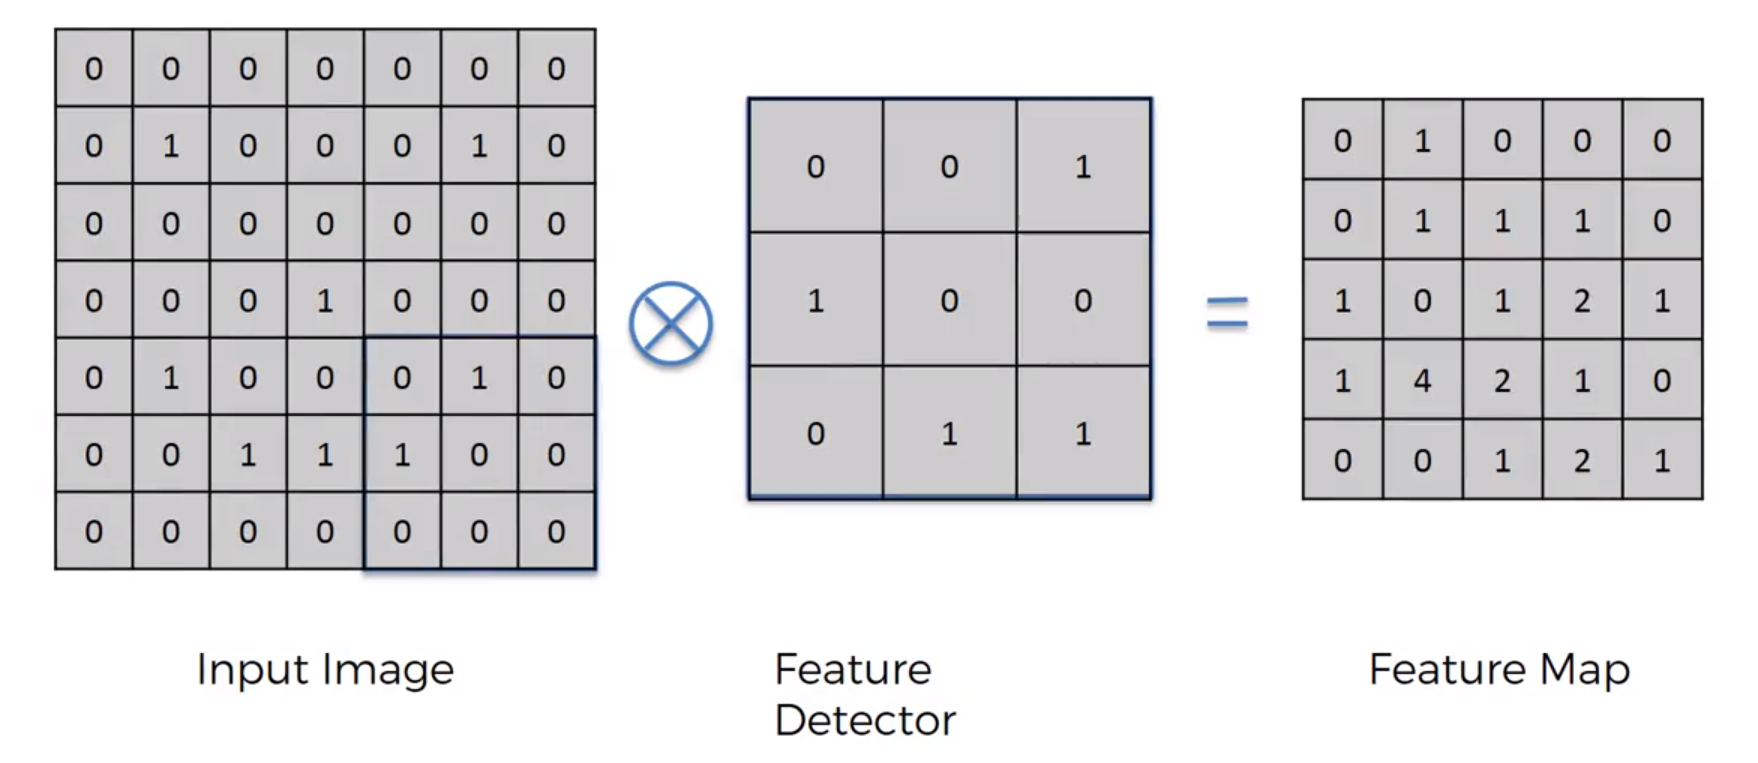 0 0 0 0 0 0 0
0 1 0 0 0 1 0
0 0 0 0 0 0 0
0 0 0 1 0 0 0
0 1 0 0 0 1 0
0 0 1 1 1 0 0
0 0 0 0 0 0 0
Input Image
0 0 1
1 0 0
0 1 1
Feature
Detector
=
0 1 0 0 0
0 1 1 1 0
1 0 1 2 1
1 4 2 1 0
0 0 1 2 1
Feature Map